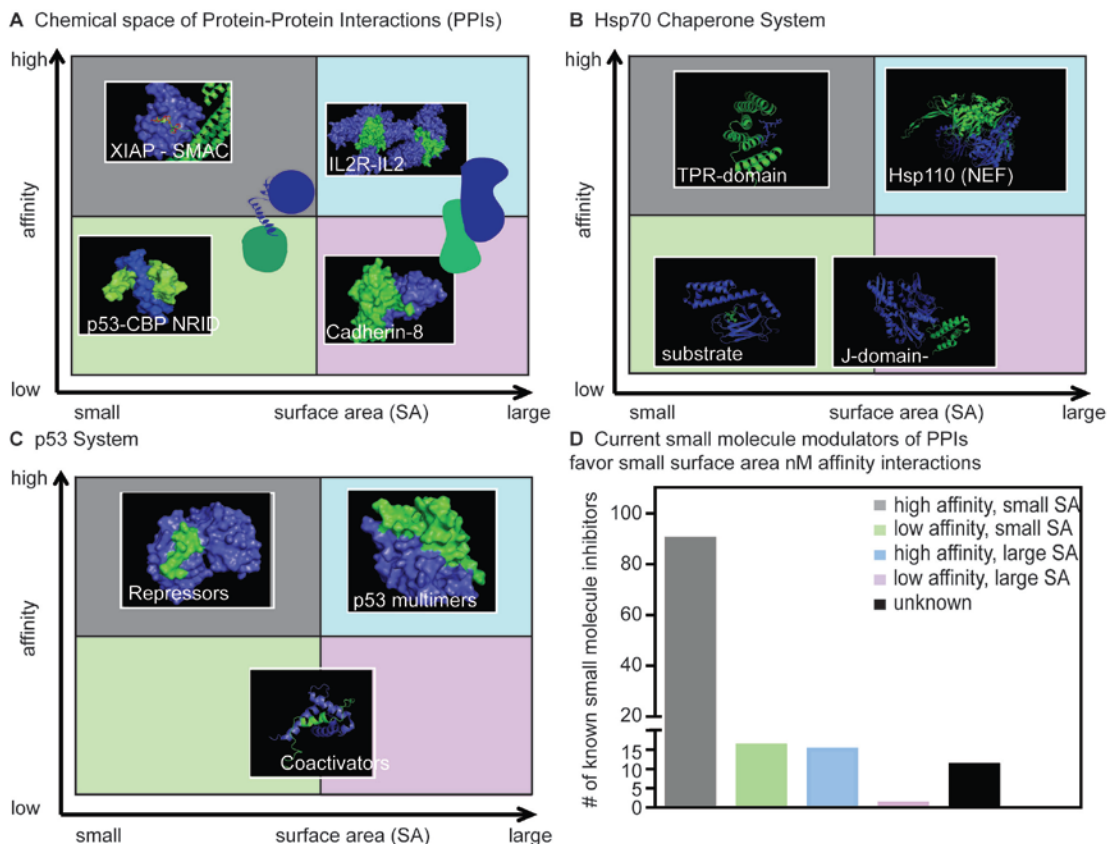 A Chemical space of Protein-Protein Interactions (PPIs)
high
affinity
low
XIAP - SMAC
IL2R-IL2
p53-CBP NRID
Cadherin-8
small
surface area (SA)
large
B Hsp70 Chaperone System
high
affinity
low
TPR-domain
Hsp110 (NEF)
substrate
J-domain-
small
surface area (SA)
large
C p53 System
high
affinity
low
Repressors
p53 multimers
Coactivators
small
surface area (SA)
large
D Current small molecule modulators of PPIs
favor small surface area nM affinity interactions
# of known small molecule inhibitors
100
80
60
40
20
15
10
5
0
high affinity, small SA
low affinity, small SA
high affinity, large SA
low affinity, large SA
unknown